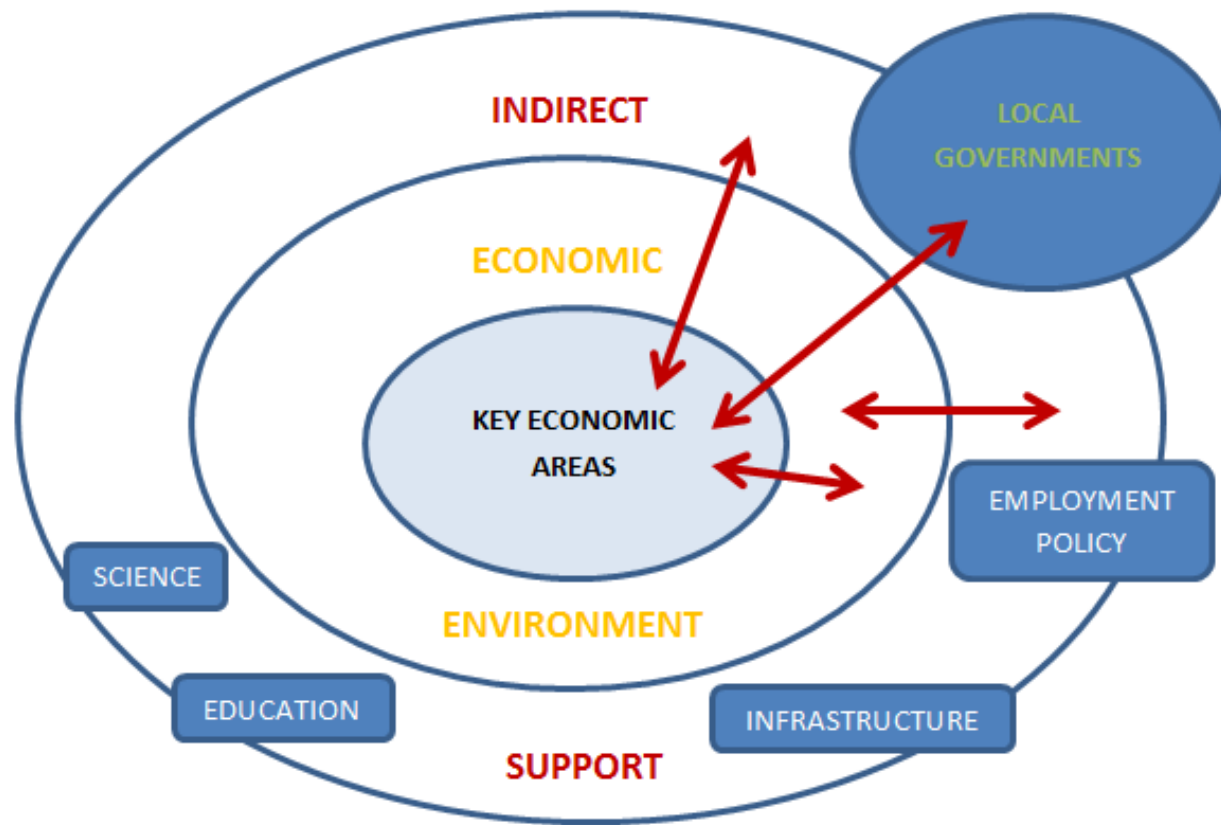 INDIRECT
LOCAL
GOVERNMENTS
ECONOMIC
KEY ECONOMIC
AREAS
EMPLOYMENT
POLICY
SCIENCE
ENVIRONMENT
EDUCATION
INFRASTRUCTURE
SUPPORT